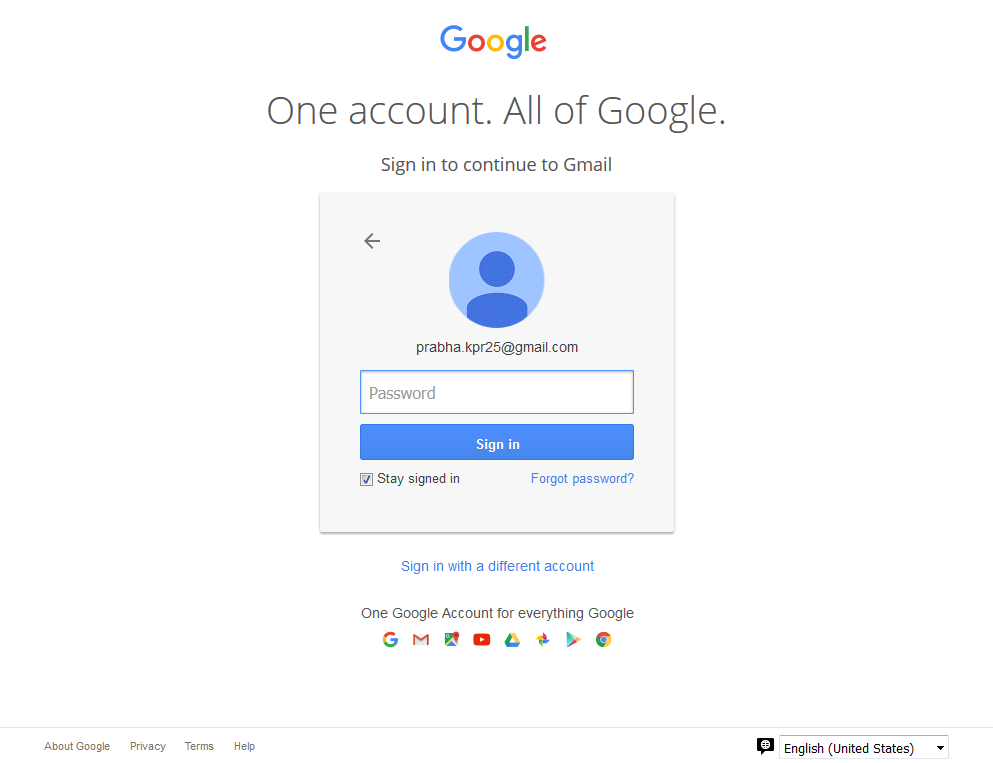 Google
One account. All of Google.
Sign in to continue to Gmail
prabha.kpr25@gmail.com
Password
Sign in
Stay signed in
Forgot password?
Sign in with a different account
One Google Account for everything Google
About Google
Privacy
Terms
Help
English (United States)